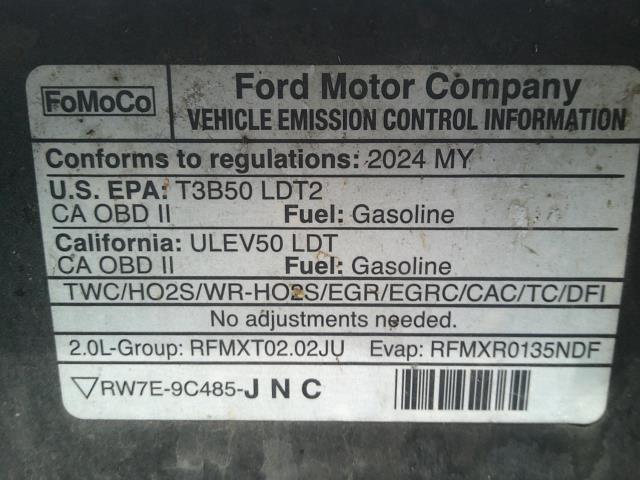 FoMoCo
Ford Motor Company
VEHICLE EMISSION CONTROL INFORMATION
Conforms to regulations: 2024 MY
U.S. EPA: T3B50 LDT2
CA OBD II Fuel: Gasoline
California: ULEV50 LDT
CA OBD II Fuel: Gasoline
TWC/HO2S/WR-HO2S/EGR/EGRC/CAC/TC/DFI
No adjustments needed.
2.0L-Group: RFMXT02.02JU Evap: RFMXR0135NDF
▽RW7E-9C485-JNC